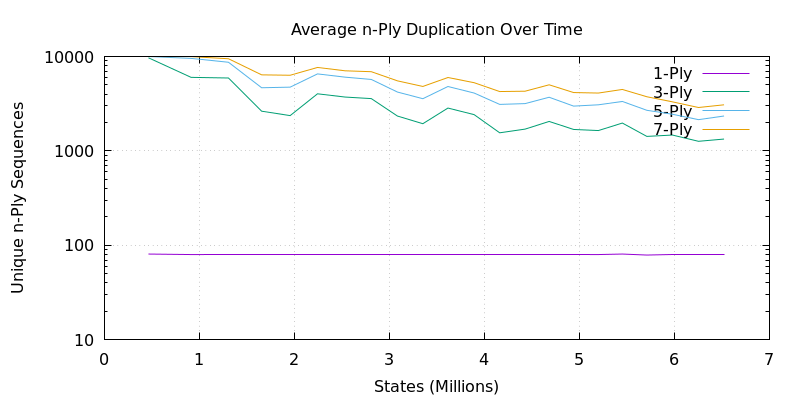 Average n-Ply Duplication Over Time
10000
1000
100
10
Unique n-Ply Sequences
1-Ply
3-Ply
5-Ply
7-Ply
0 1 2 3 4 5 6 7
States (Millions)